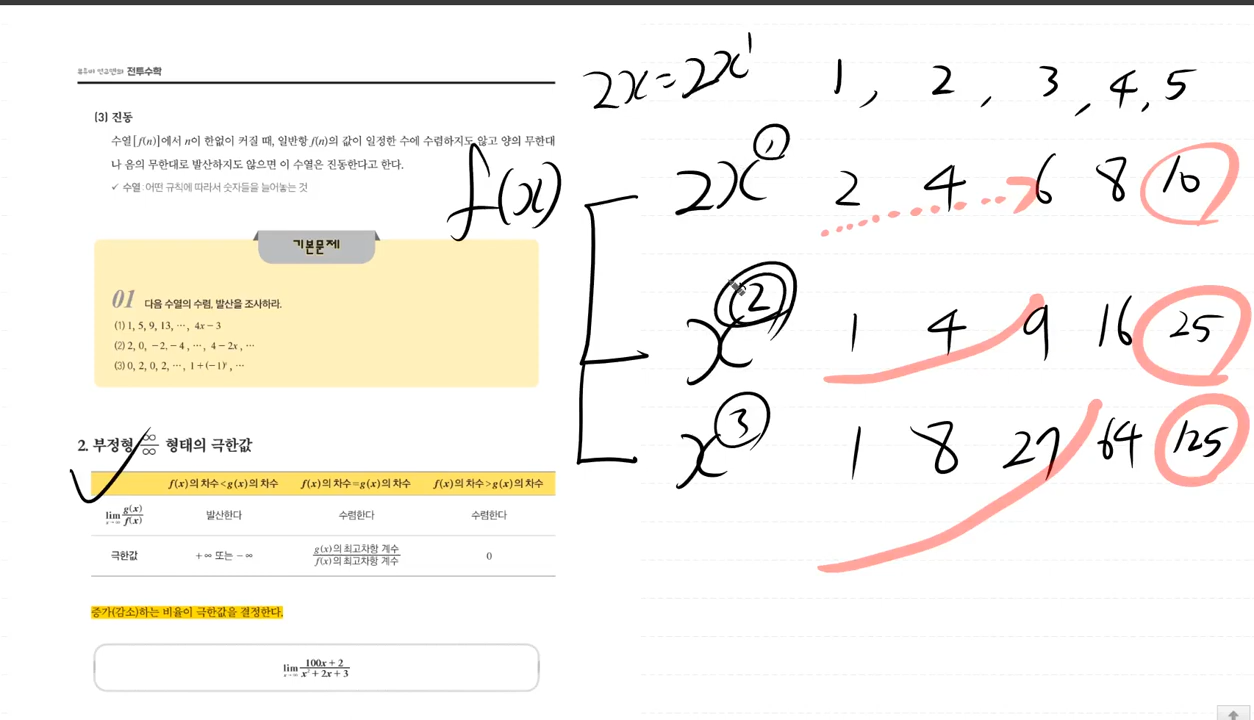 전투수학
(3) 진동
수열 [f(n)]에서 n이 한없이 커질 때, 일반항 f(n)의 값이 일정한 수에 수렴하지도 않고 양의 무한대
나 음의 무한대로 발산하지도 않으면 이 수열은 진동한다고 한다.
✓ 수열 : 어떤 규칙에 따라서 숫자들을 늘어놓는 것
기본문제
01 다음 수열의 수렴, 발산을 조사하라.
(1) 1, 5, 9, 13, ⋯, 4x−3
(2) 2, 0, −2, −4, ⋯, 4−2x, ⋯
(3) 0, 2, 0, 2, ⋯, 1+(−1)ˣ, ⋯
2. 부정형 ∞/∞ 형태의 극한값
f(x)의 차수<g(x)의 차수 f(x)의 차수=g(x)의 차수 f(x)의 차수>g(x)의 차수
lim x→∞ g(x)/f(x) 발산한다 수렴한다 수렴한다
극한값 +∞ 또는 −∞ g(x)의 최고차항 계수/f(x)의 최고차항 계수 0
증가(감소)하는 비율이 극한값을 결정한다.
lim x→∞ 100x+2/x²+2x+3
2x=2x¹ 1, 2, 3, 4, 5
f(x)
2x¹ 2 4 6 8 10
x² 1 4 9 16 25
x³ 1 8 27 64 125